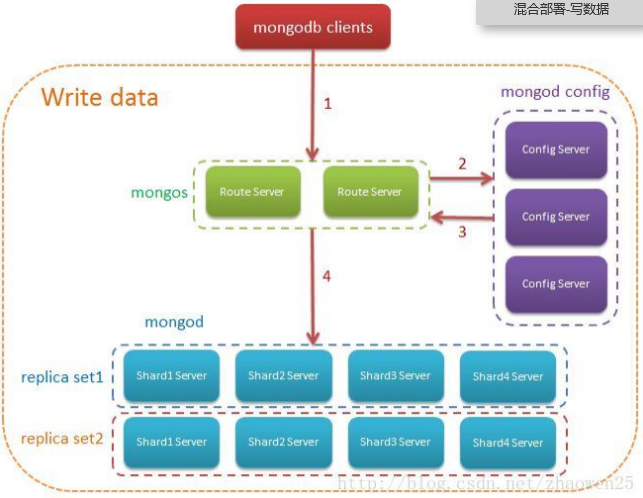 混合部署-写数据
mongodb clients
Write data
1
mongod config
Config Server
2
mongos
Route Server
Route Server
Config Server
3
Config Server
4
mongod
replica set1
Shard1 Server
Shard2 Server
Shard3 Server
Shard4 Server
replica set2
Shard1 Server
Shard2 Server
Shard3 Server
Shard4 Server
http://blog.csdn.net/zhaowen25